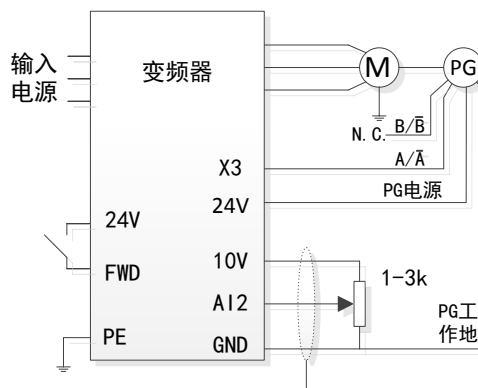 输入
电源
变频器
M
PG
N.C.
B/B̅
A/A̅
X3
PG电源
24V
24V
FWD
10V
1-3k
AI2
PG工
作地
PE
GND